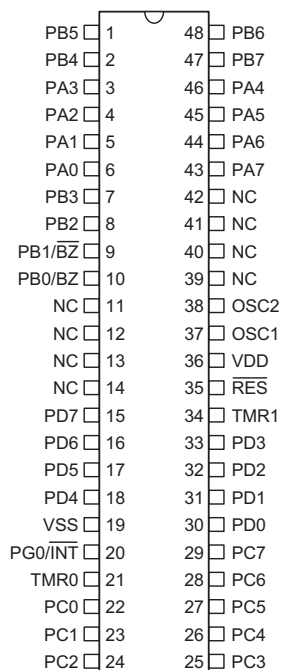 PB5 1 48 PB6
PB4 2 47 PB7
PA3 3 46 PA4
PA2 4 45 PA5
PA1 5 44 PA6
PA0 6 43 PA7
PB3 7 42 NC
PB2 8 41 NC
PB1/B̅Z̅ 9 40 NC
PB0/BZ 10 39 NC
NC 11 38 OSC2
NC 12 37 OSC1
NC 13 36 VDD
NC 14 35 R̅E̅S̅
PD7 15 34 TMR1
PD6 16 33 PD3
PD5 17 32 PD2
PD4 18 31 PD1
VSS 19 30 PD0
PG0/I̅N̅T̅ 20 29 PC7
TMR0 21 28 PC6
PC0 22 27 PC5
PC1 23 26 PC4
PC2 24 25 PC3